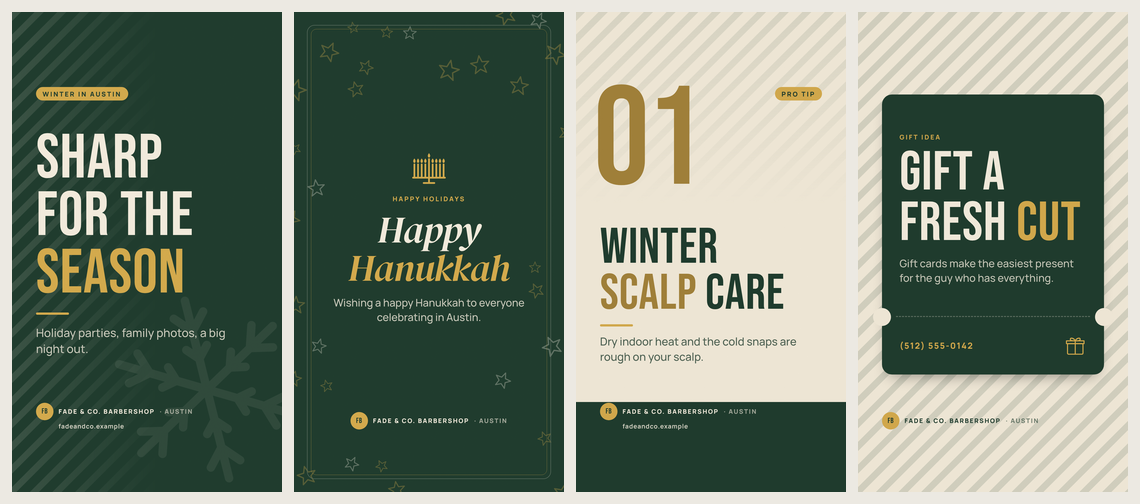 WINTER IN AUSTIN
SHARP
FOR THE
SEASON
Holiday parties, family photos, a big
night out.
FB FADE & CO. BARBERSHOP · AUSTIN
fadeandco.example
HAPPY HOLIDAYS
Happy
Hanukkah
Wishing a happy Hanukkah to everyone
celebrating in Austin.
FB FADE & CO. BARBERSHOP · AUSTIN
01
PRO TIP
WINTER
SCALP CARE
Dry indoor heat and the cold snaps are
rough on your scalp.
FB FADE & CO. BARBERSHOP · AUSTIN
fadeandco.example
GIFT IDEA
GIFT A
FRESH CUT
Gift cards make the easiest present
for the guy who has everything.
(512) 555-0142
FB FADE & CO. BARBERSHOP · AUSTIN